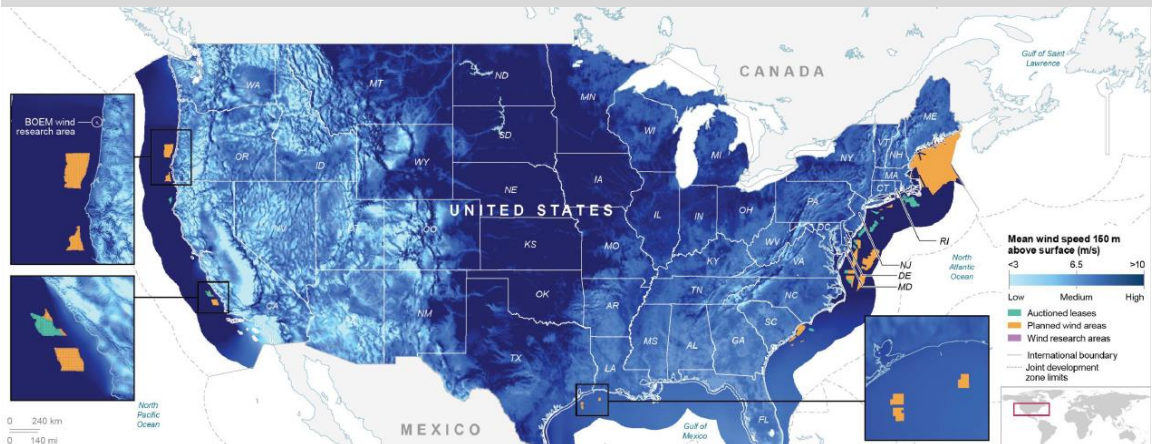 Gulf of Saint
Lawrence
CANADA
WA
MT
ND
MN
ME
BOEM wind
research area
VT
NH
WI
OR
ID
SD
MI
NY
WY
MA
CT
IA
NE
PA
UNITED STATES
IL
IN
OH
NV
CO
RI
KS
MO
WV
VA
KY
NJ
DE
MD
North
Atlantic
Ocean
CA
OK
TN
NC
AR
NM
SC
MS
AL
GA
TX
LA
FL
Mean wind speed 150 m
above surface (m/s)
<3 6.5 >10
Low Medium High
Auctioned leases
Planned wind areas
Wind research areas
International boundary
Joint development
zone limits
North
Pacific
Ocean
0 240 km
0 140 mi
MEXICO
Gulf of
Mexico